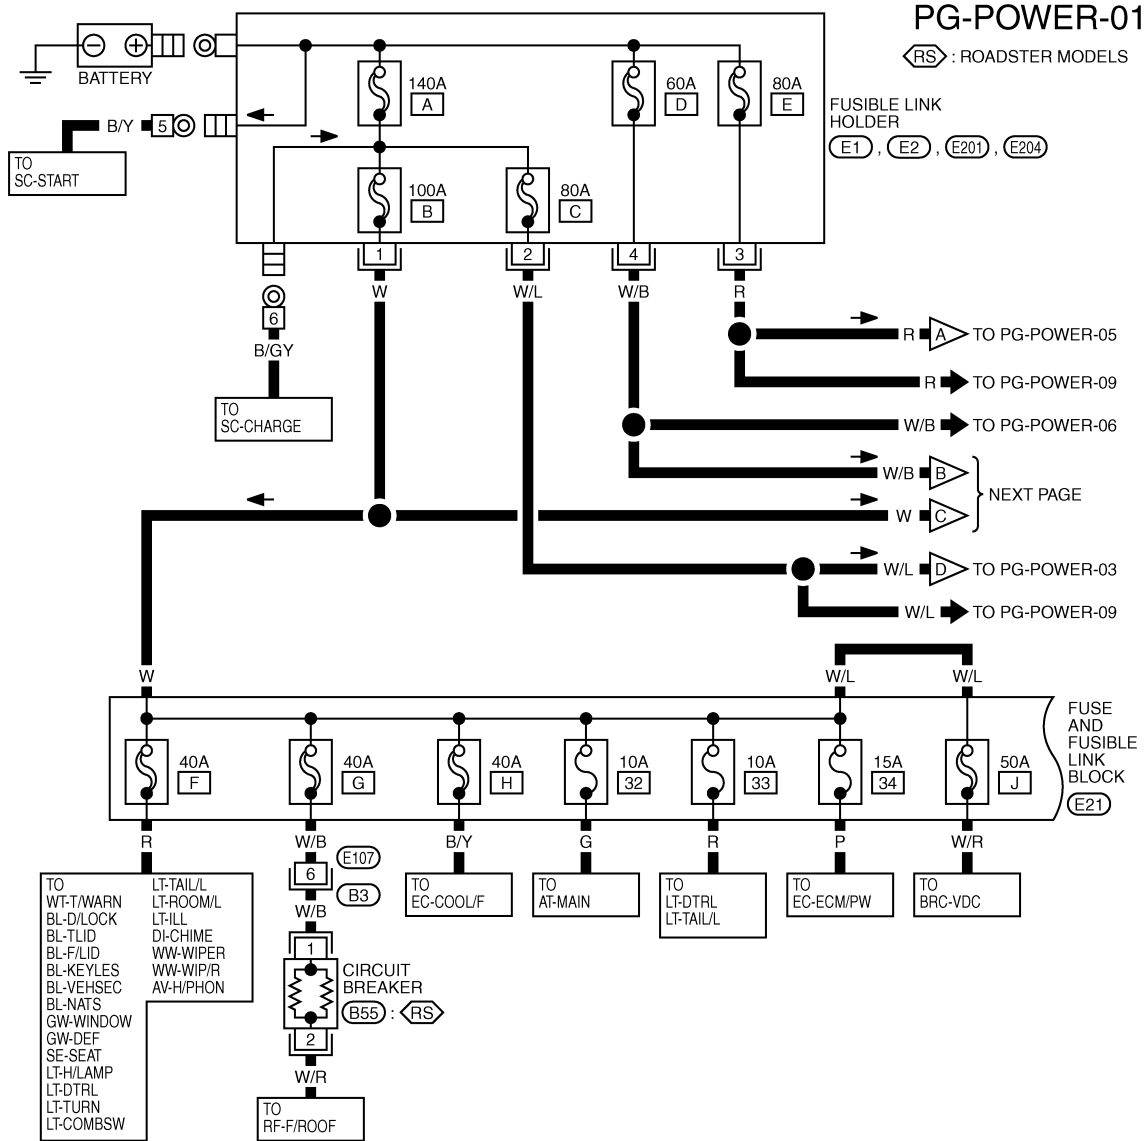 PG-POWER-01
RS : ROADSTER MODELS
BATTERY
140A
A
60A
D
80A
E
FUSIBLE LINK
HOLDER
E1 , E2 , E201 , E204
B/Y
5
TO
SC-START
100A
B
80A
C
1
2
4
3
W
W/L
W/B
R
6
B/GY
TO
SC-CHARGE
R
A
TO PG-POWER-05
R
TO PG-POWER-09
W/B
TO PG-POWER-06
W/B
B
NEXT PAGE
W
C
W/L
D
TO PG-POWER-03
W/L
TO PG-POWER-09
W
W/L
W/L
FUSE
AND
FUSIBLE
LINK
BLOCK
E21
40A
F
40A
G
40A
H
10A
32
10A
33
15A
34
50A
J
R
W/B
B/Y
G
R
P
W/R
TO
WT-T/WARN
BL-D/LOCK
BL-TLID
BL-F/LID
BL-KEYLES
BL-VEHSEC
BL-NATS
GW-WINDOW
GW-DEF
SE-SEAT
LT-H/LAMP
LT-DTRL
LT-TURN
LT-COMBSW
LT-TAIL/L
LT-ROOM/L
LT-ILL
DI-CHIME
WW-WIPER
WW-WIP/R
AV-H/PHON
6
E107
B3
W/B
1
CIRCUIT
BREAKER
B55 : RS
2
W/R
TO
RF-F/ROOF
TO
EC-COOL/F
TO
AT-MAIN
TO
LT-DTRL
LT-TAIL/L
TO
EC-ECM/PW
TO
BRC-VDC